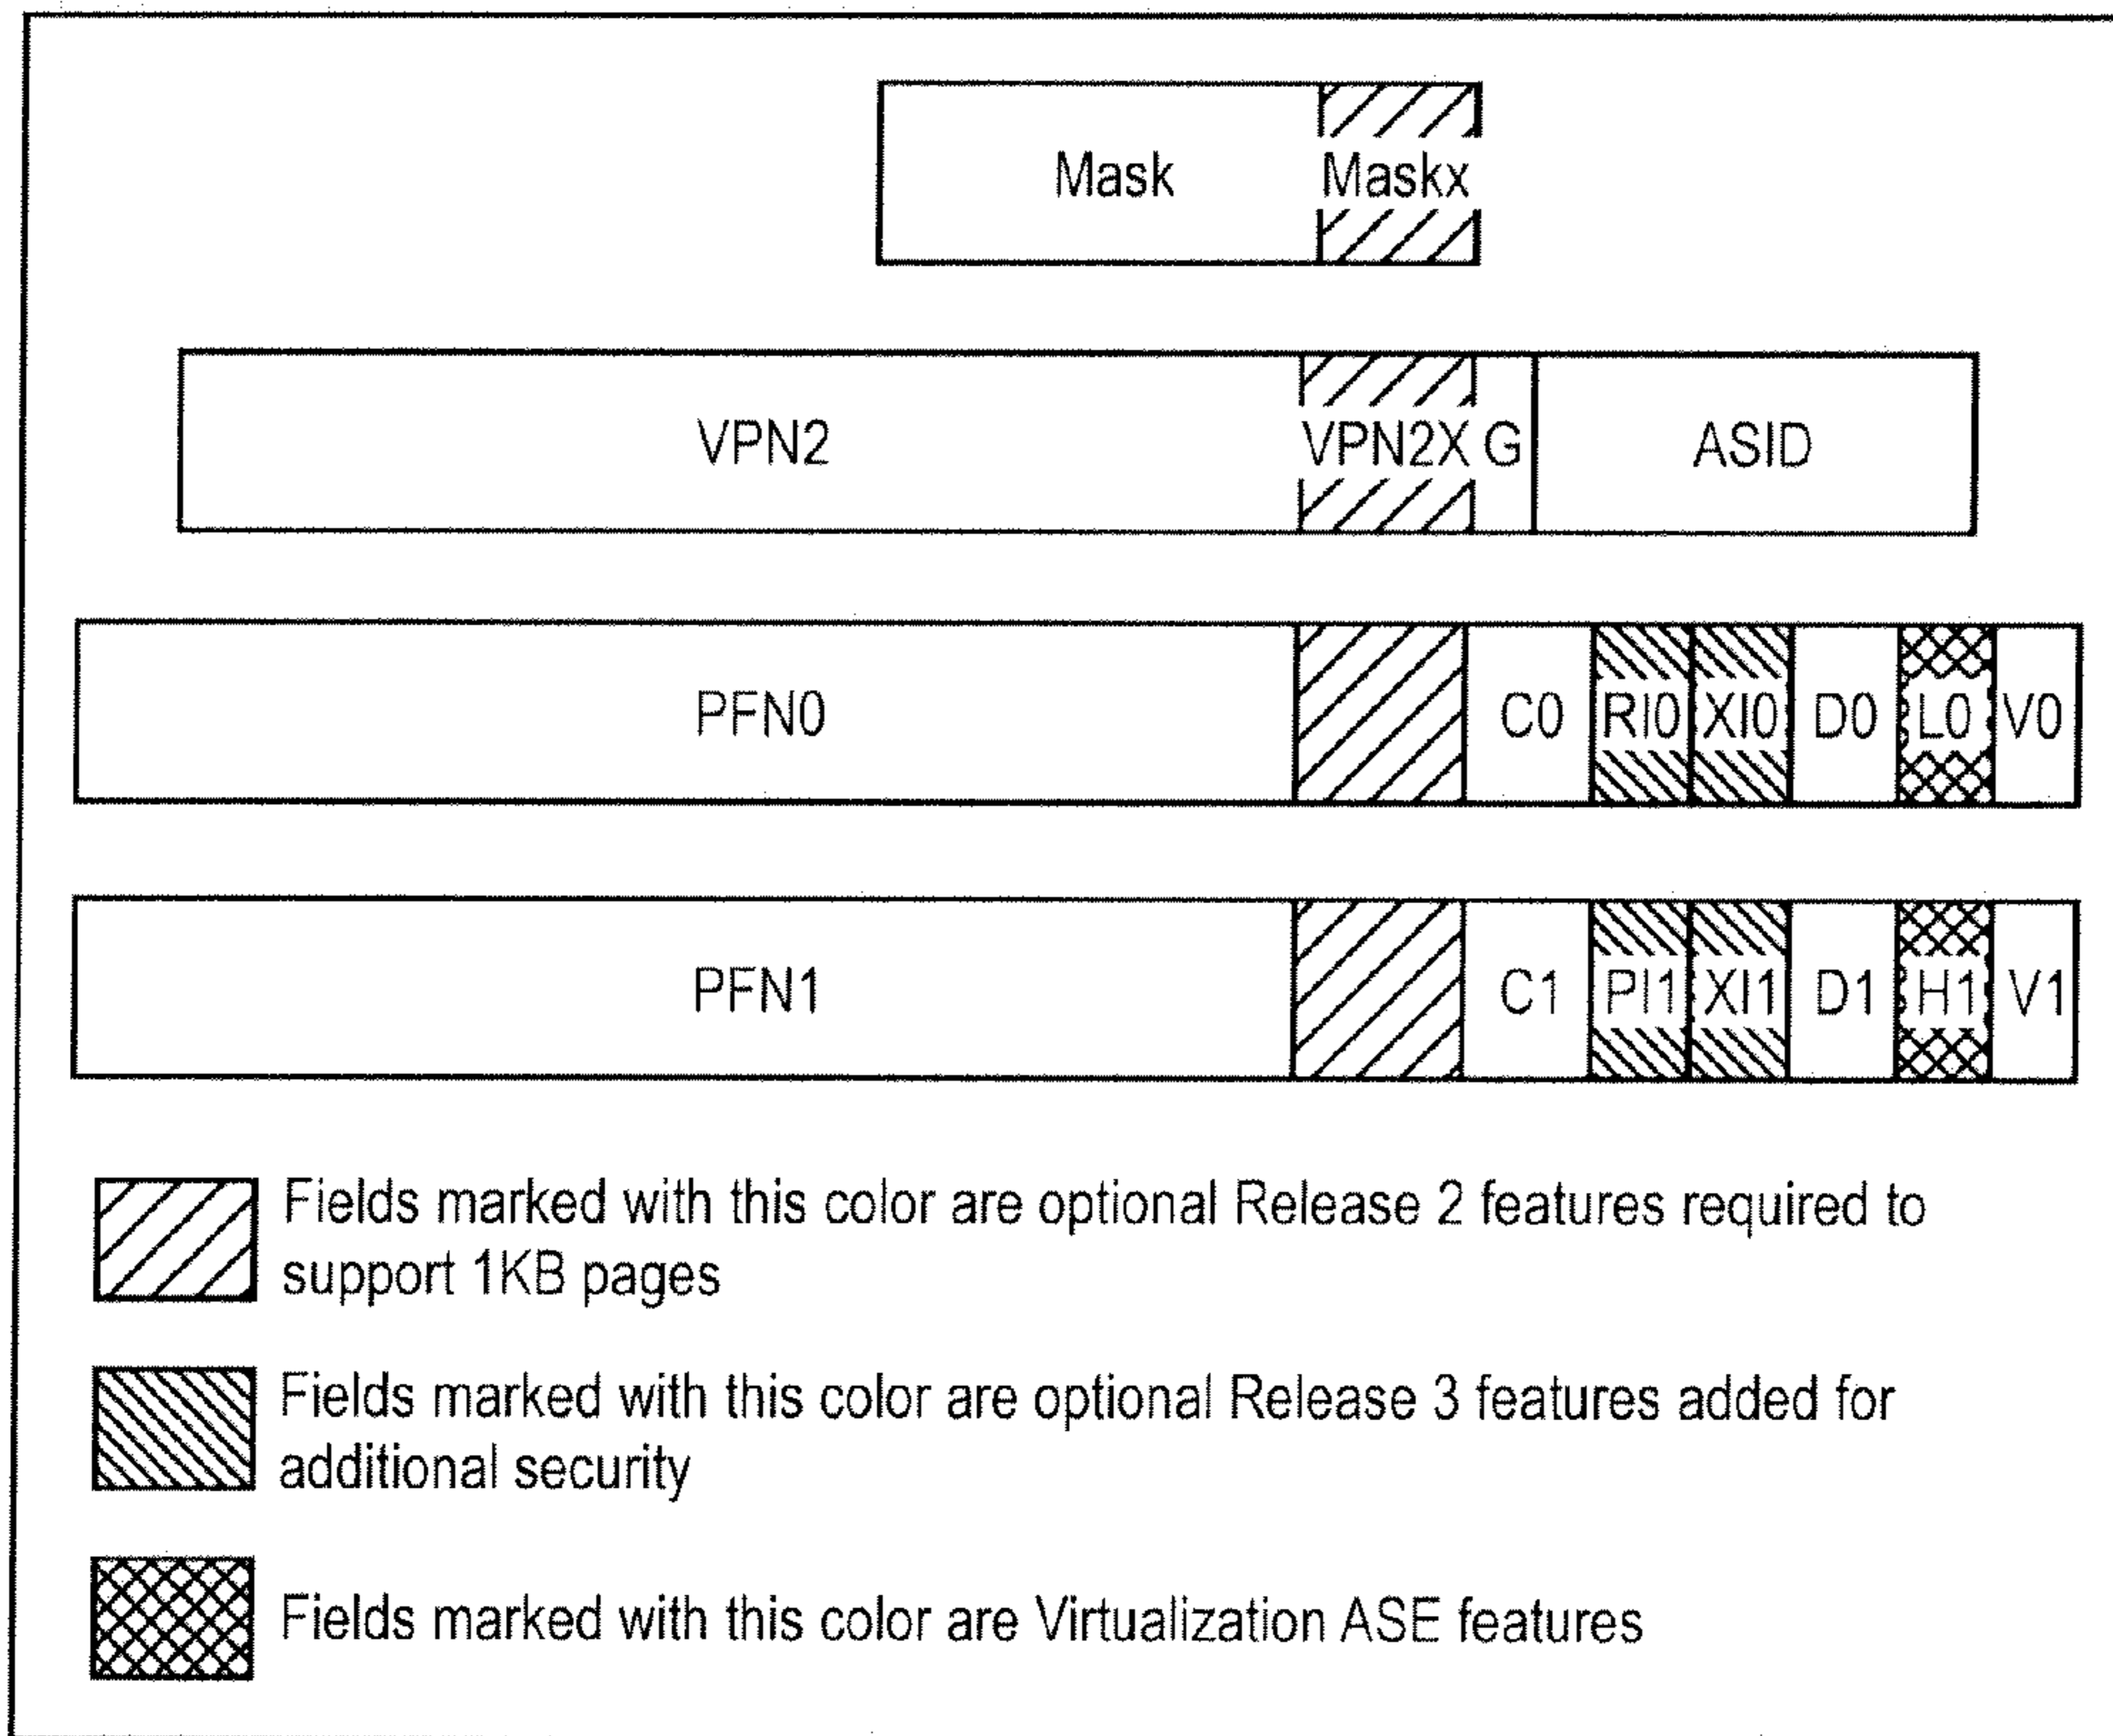 Mask Maskx
VPN2 VPN2X G ASID
PFN0 C0 RI0 XI0 D0 L0 V0
PFN1 C1 PI1 XI1 D1 H1 V1
Fields marked with this color are optional Release 2 features required to
support 1KB pages
Fields marked with this color are optional Release 3 features added for
additional security
Fields marked with this color are Virtualization ASE features